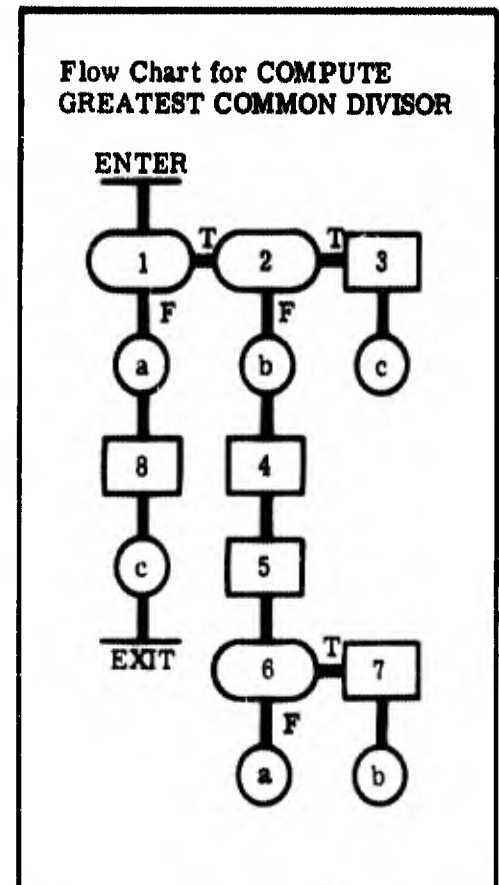 Flow Chart for COMPUTE
GREATEST COMMON DIVISOR
ENTER
1 T 2 T 3
F F
a b c
8 4
c 5
EXIT 6 T 7
F
a b